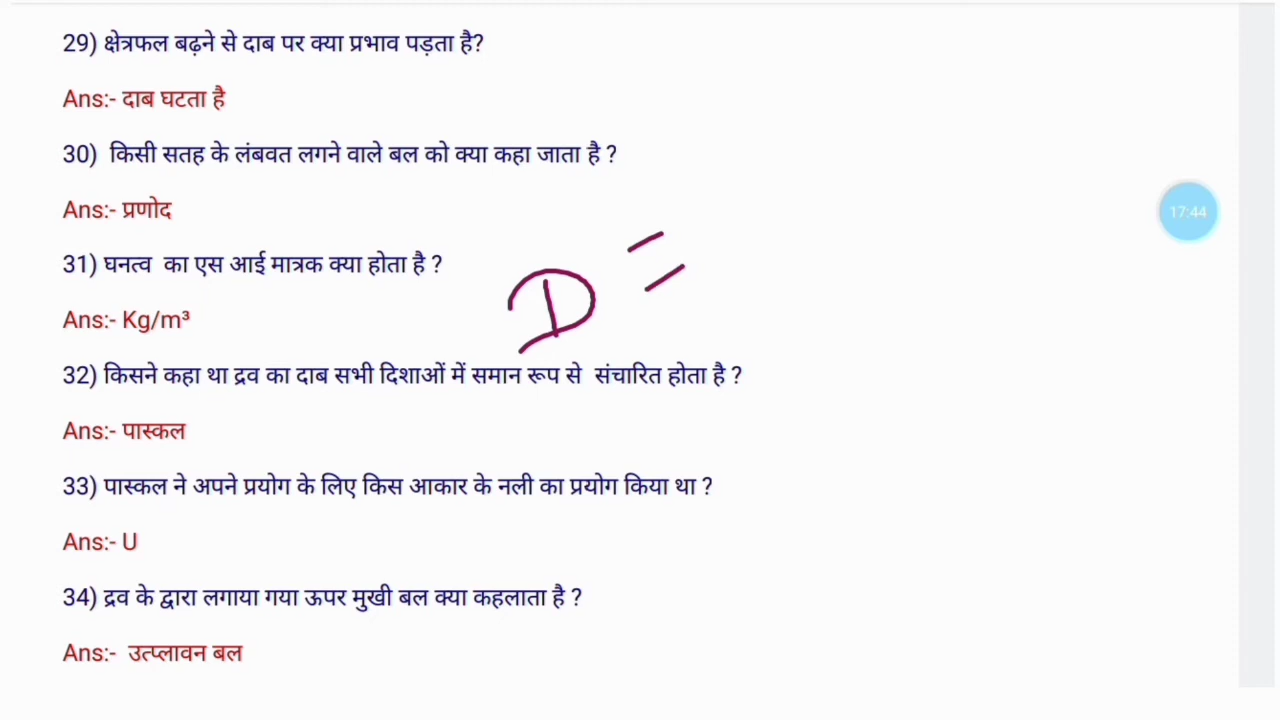 29) क्षेत्रफल बढ़ने से दाब पर क्या प्रभाव पड़ता है?
Ans:- दाब घटता है
30) किसी सतह के लंबवत लगने वाले बल को क्या कहा जाता है ?
Ans:- प्रणोद
17:44
31) घनत्व का एस आई मात्रक क्या होता है ?
D =
Ans:- Kg/m³
32) किसने कहा था द्रव का दाब सभी दिशाओं में समान रूप से संचारित होता है ?
Ans:- पास्कल
33) पास्कल ने अपने प्रयोग के लिए किस आकार के नली का प्रयोग किया था ?
Ans:- U
34) द्रव के द्वारा लगाया गया ऊपर मुखी बल क्या कहलाता है ?
Ans:- उत्प्लावन बल